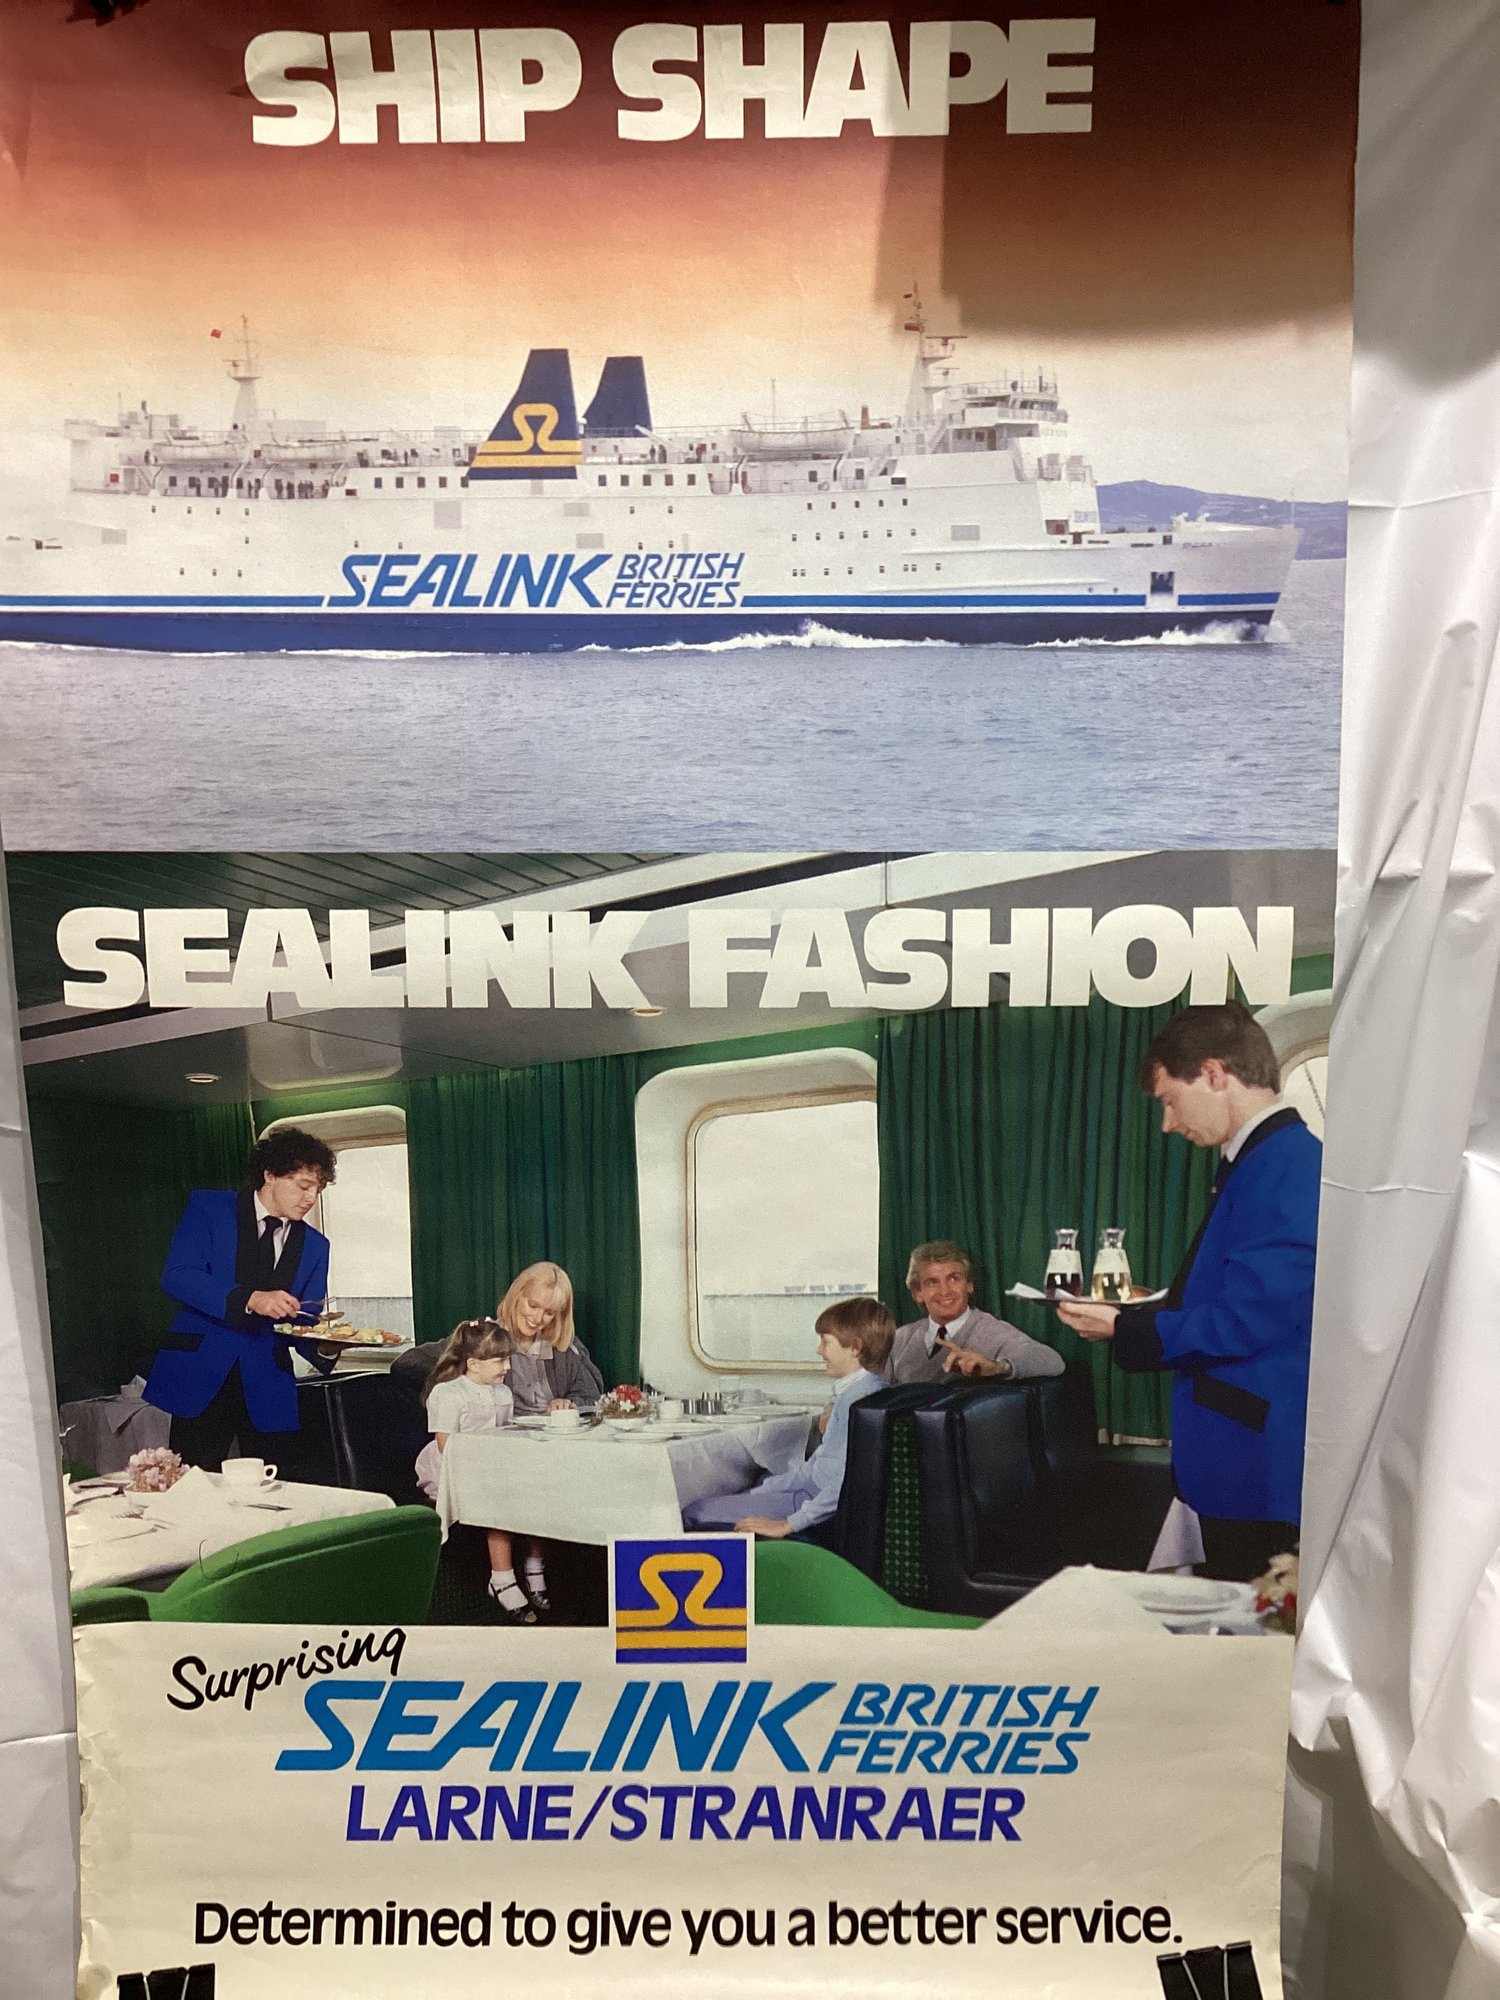 SHIP SHAPE
SEALINK BRITISH
FERRIES
SEALINK FASHION
Surprising
SEALINK BRITISH
FERRIES
LARNE/STRANRAER
Determined to give you a better service.